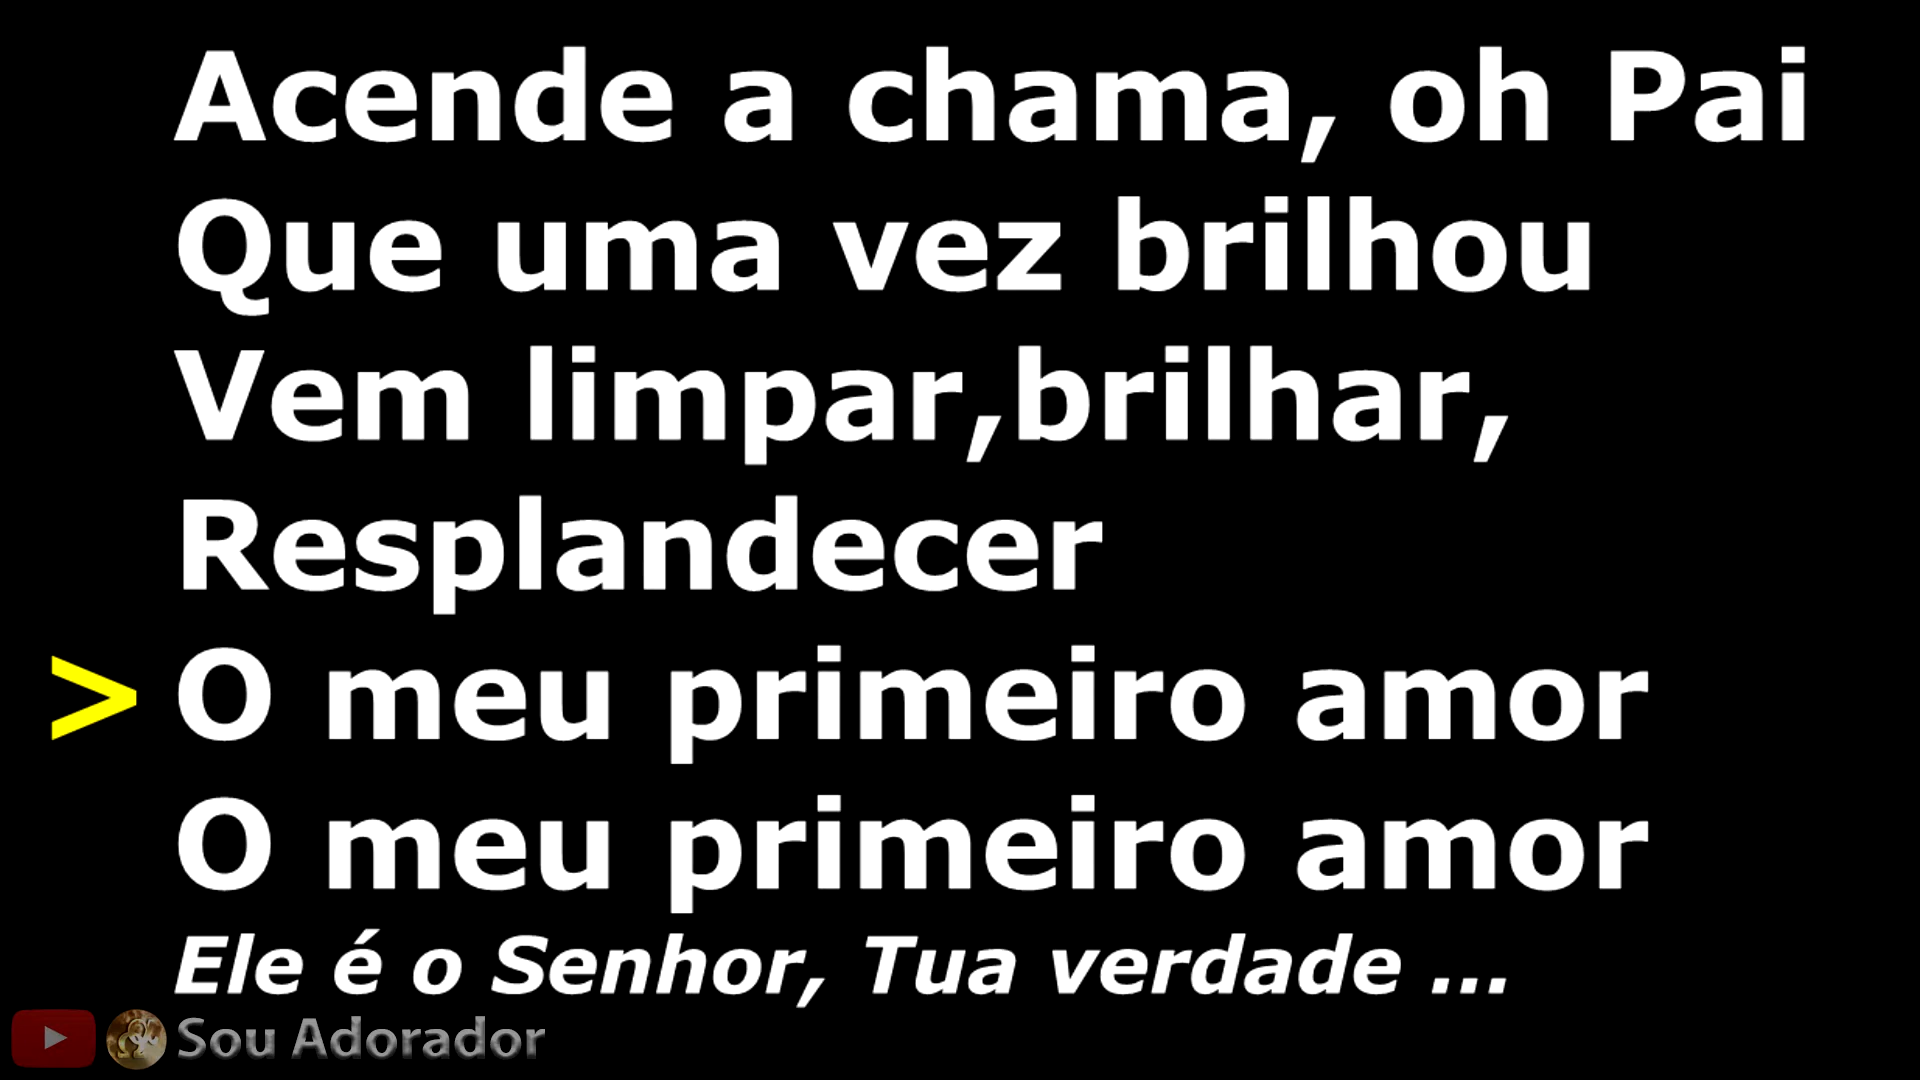 Acende a chama, oh Pai
Que uma vez brilhou
Vem limpar,brilhar,
Resplandecer
> O meu primeiro amor
O meu primeiro amor
Ele é o Senhor, Tua verdade ...
Sou Adorador